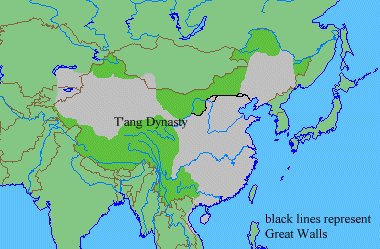 T'ang Dynasty
black lines represent
Great Walls